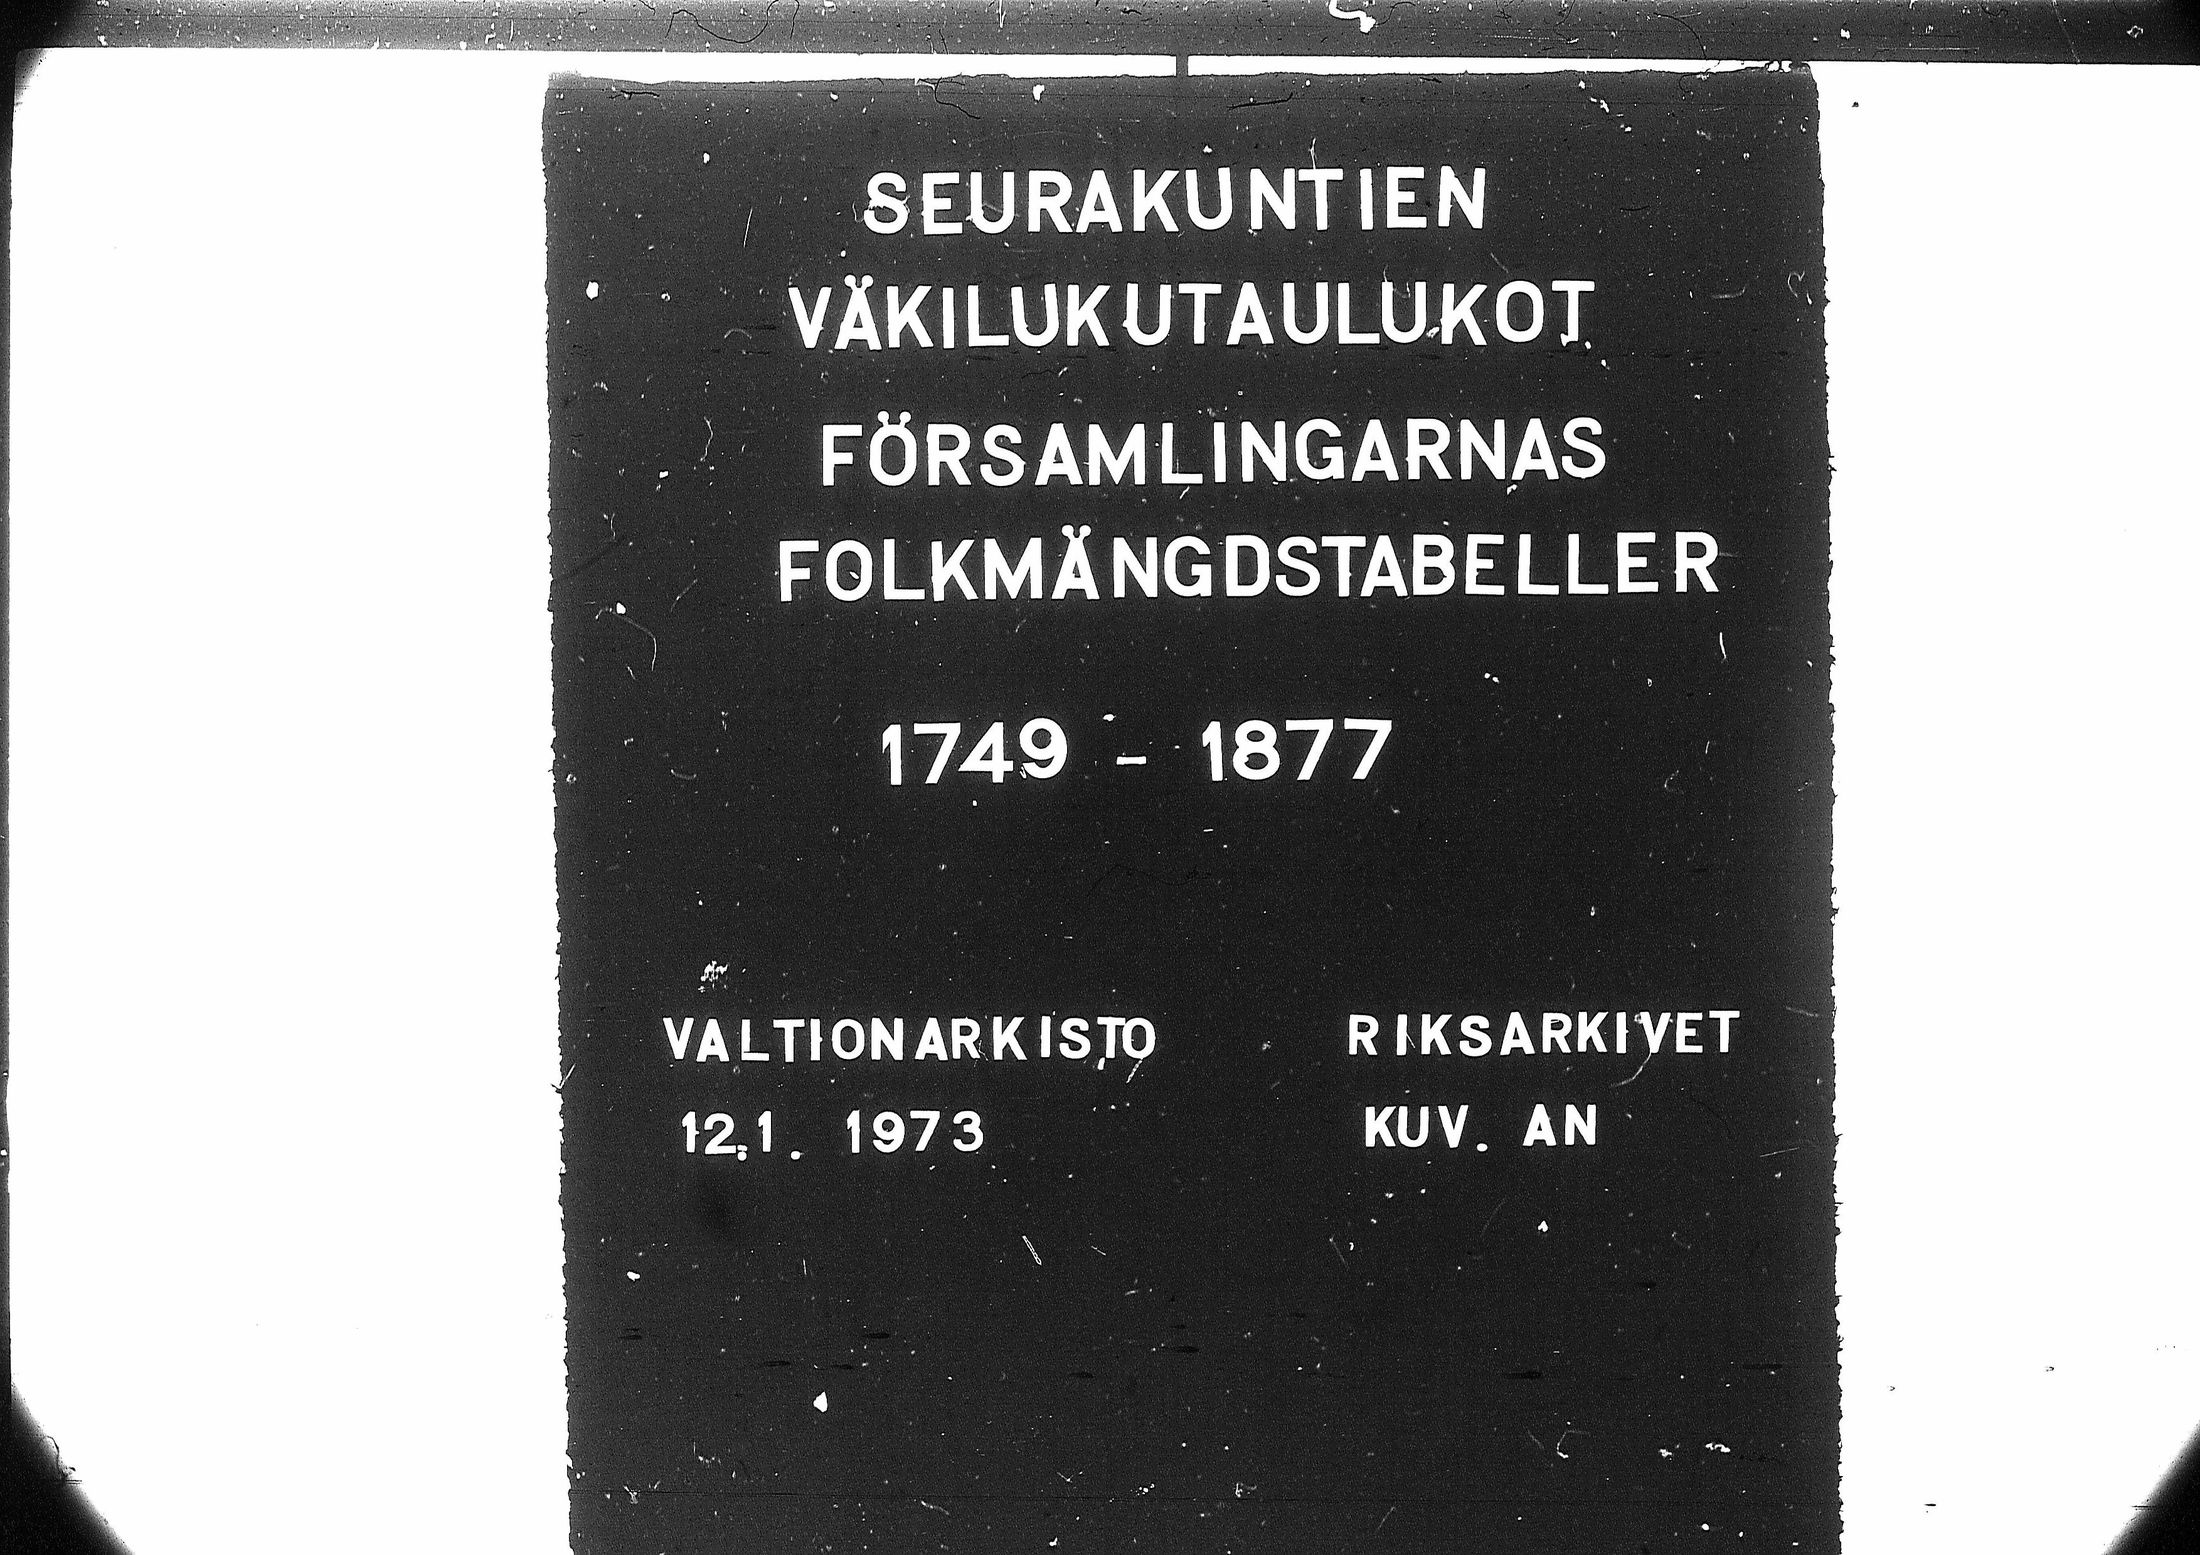 SEURAKUNTIEN
VÄKILUKUTAULUKOT
FÖRSAMLINGARNAS
FOLKMÄNGDSTABELLER
1749 - 1877
VALTIONARKISTO RIKSARKIVET
12.1. 1973 KUV. AN